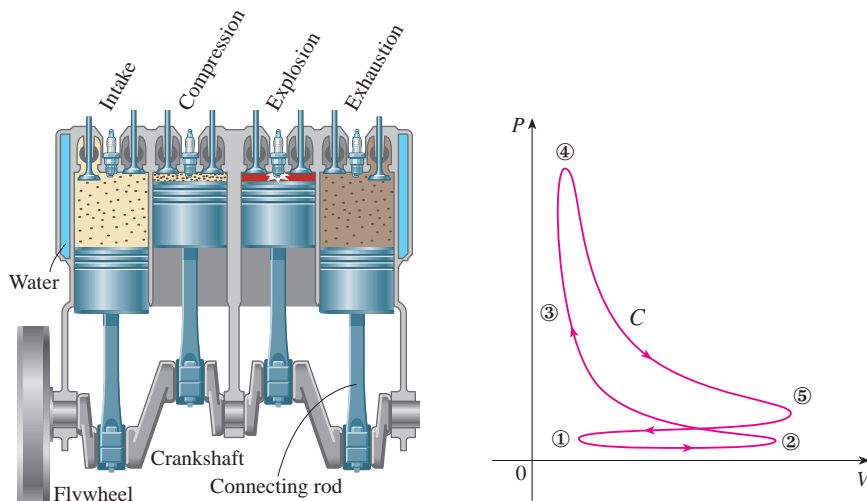 Intake
Compression
Explosion
Exhaustion
Water
Flywheel
Crankshaft
Connecting rod
P
④
③
C
⑤
①
②
0
V